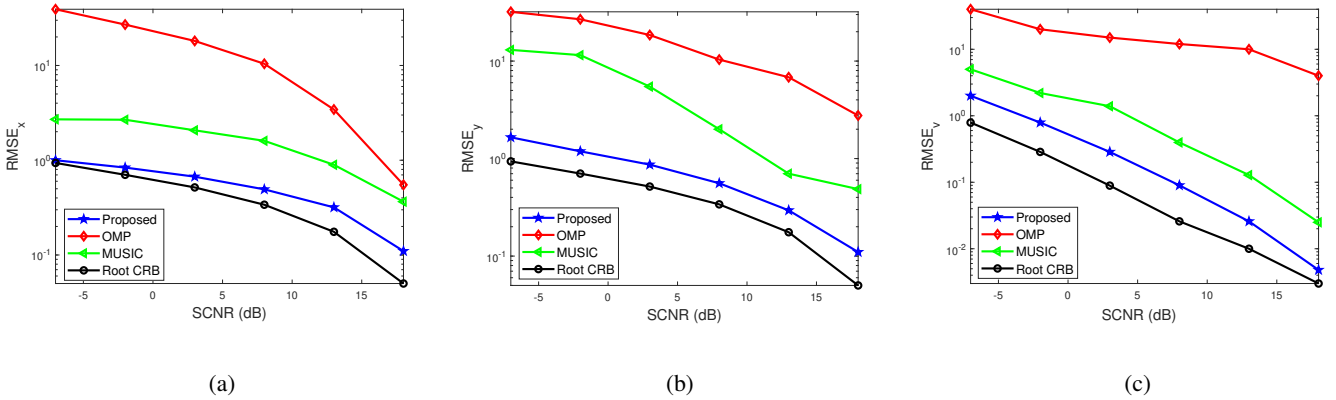 10^1
10^0
10^-1
RMSE_x
-5 0 5 10 15
SCNR (dB)
Proposed
OMP
MUSIC
Root CRB
(a)
10^1
10^0
10^-1
RMSE_y
-5 0 5 10 15
SCNR (dB)
Proposed
OMP
MUSIC
Root CRB
(b)
10^1
10^0
10^-1
10^-2
RMSE_v
-5 0 5 10 15
SCNR (dB)
Proposed
OMP
MUSIC
Root CRB
(c)